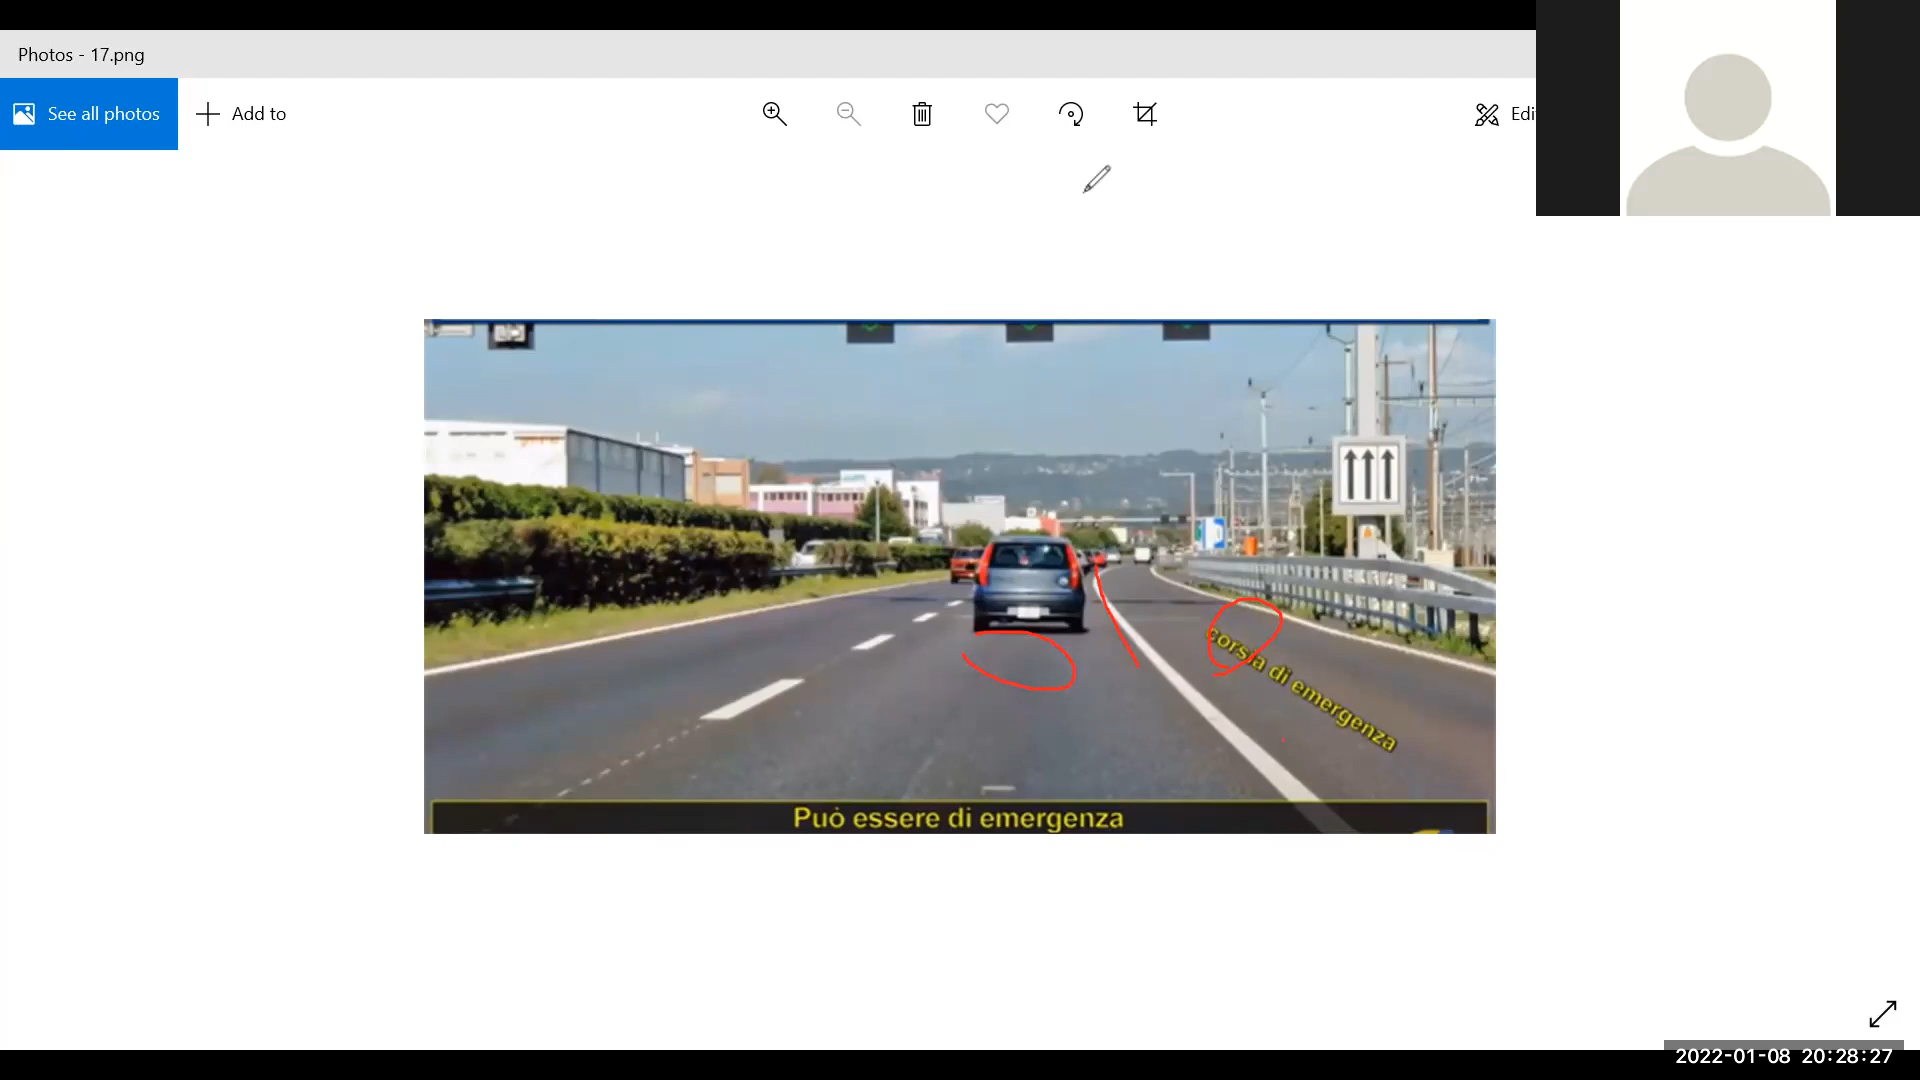 Photos - 17.png
See all photos
Add to
Edi
corsia di emergenza
Può essere di emergenza
2022-01-08 20:28:27